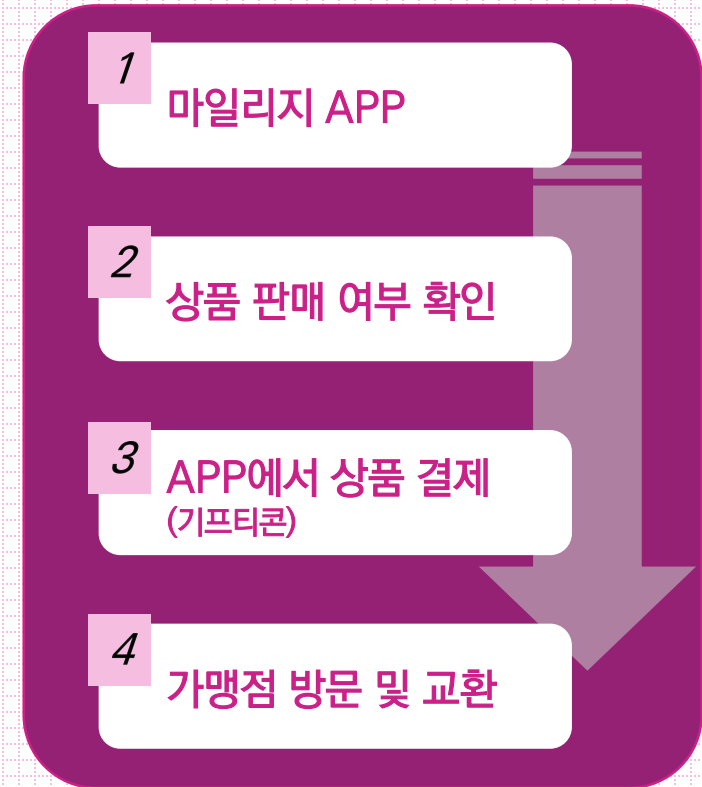 1
마일리지 APP
2
상품 판매 여부 확인
3
APP에서 상품 결제
(기프티콘)
4
가맹점 방문 및 교환